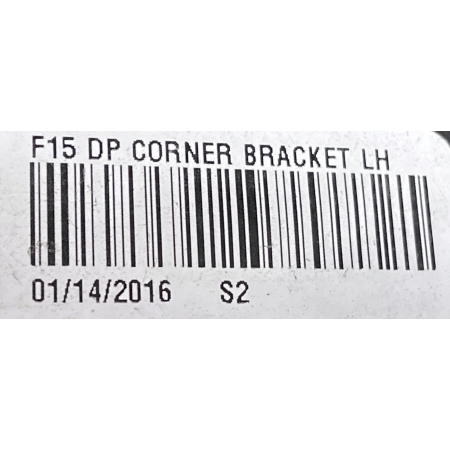 F15 DP CORNER BRACKET LH
01/14/2016 S2